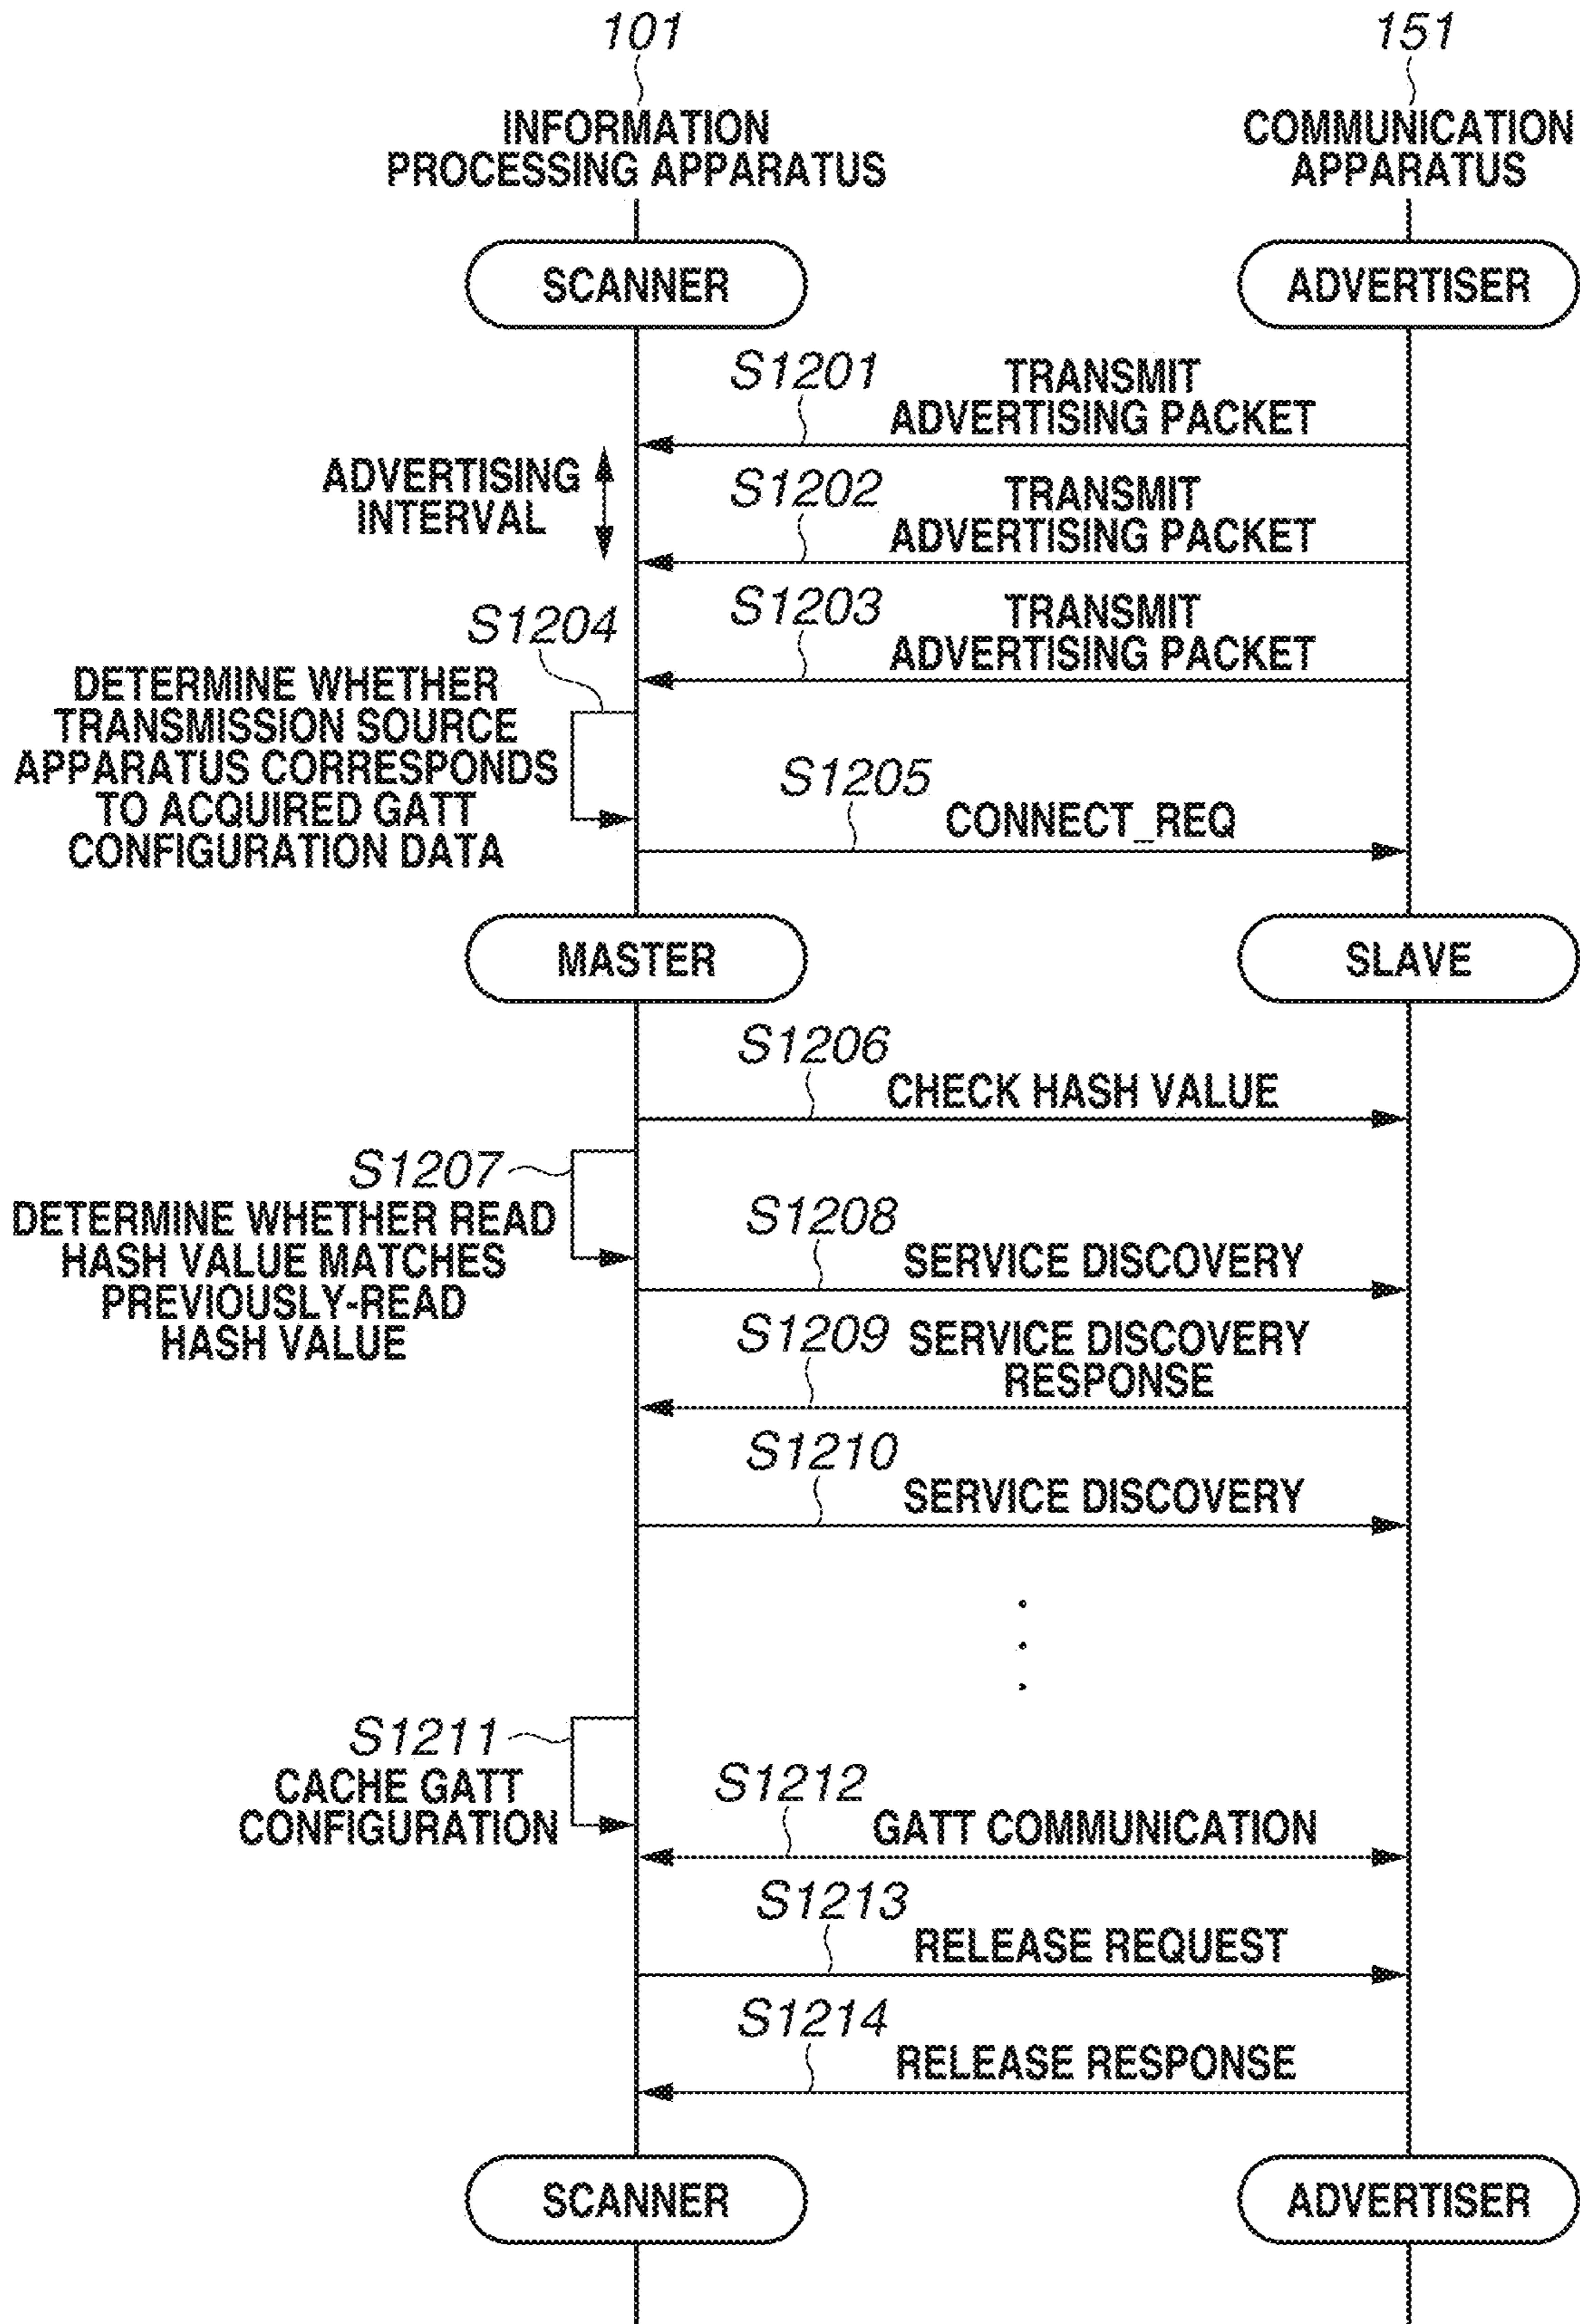 101
151
INFORMATION
PROCESSING APPARATUS
COMMUNICATION
APPARATUS
SCANNER
ADVERTISER
S1201
TRANSMIT
ADVERTISING PACKET
ADVERTISING
INTERVAL
S1202
TRANSMIT
ADVERTISING PACKET
S1203
TRANSMIT
ADVERTISING PACKET
S1204
DETERMINE WHETHER
TRANSMISSION SOURCE
APPARATUS CORRESPONDS
TO ACQUIRED GATT
CONFIGURATION DATA
S1205
CONNECT_REQ
MASTER
SLAVE
S1206
CHECK HASH VALUE
S1207
DETERMINE WHETHER READ
HASH VALUE MATCHES
PREVIOUSLY-READ
HASH VALUE
S1208
SERVICE DISCOVERY
S1209
SERVICE DISCOVERY
RESPONSE
S1210
SERVICE DISCOVERY
S1211
CACHE GATT
CONFIGURATION
S1212
GATT COMMUNICATION
S1213
RELEASE REQUEST
S1214
RELEASE RESPONSE
SCANNER
ADVERTISER